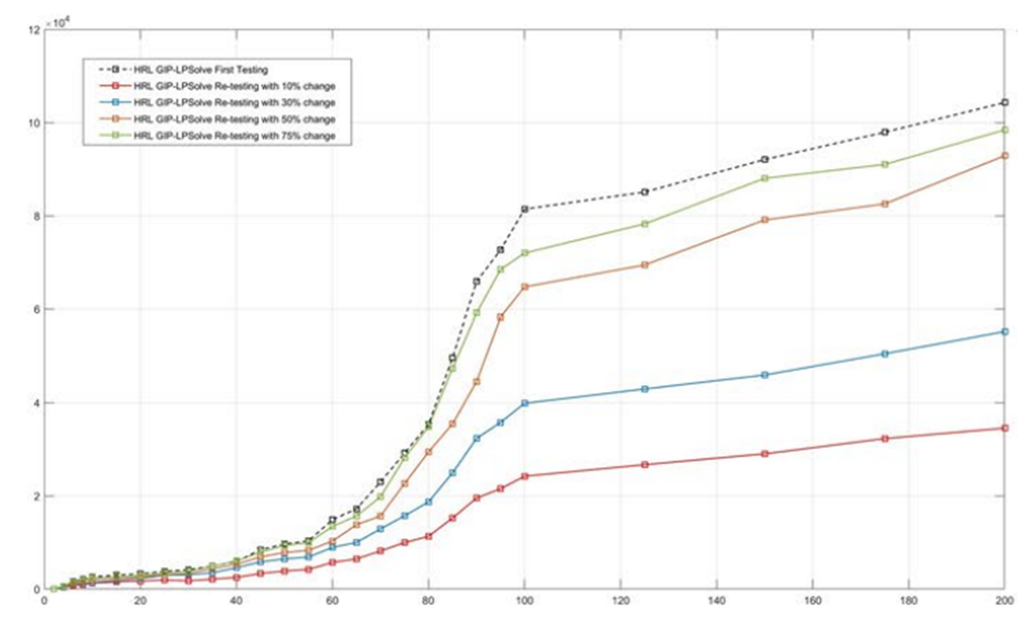 ×10⁴
12
10
8
6
4
2
0
HRL GIP-LPSolve First Testing
HRL GIP-LPSolve Re-testing with 10% change
HRL GIP-LPSolve Re-testing with 30% change
HRL GIP-LPSolve Re-testing with 50% change
HRL GIP-LPSolve Re-testing with 75% change
0 20 40 60 80 100 120 140 160 180 200